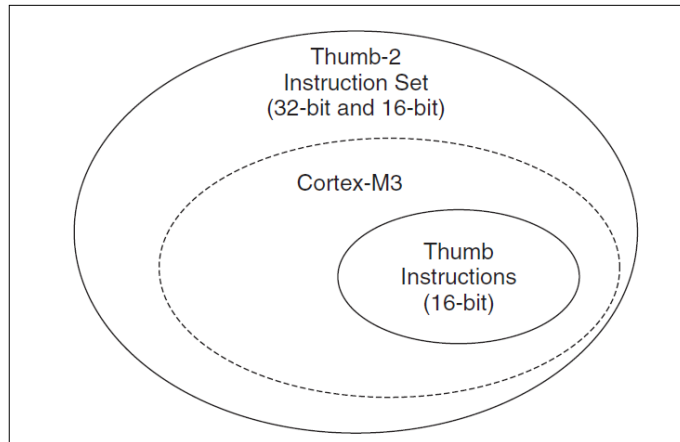 Thumb-2
Instruction Set
(32-bit and 16-bit)
Cortex-M3
Thumb
Instructions
(16-bit)